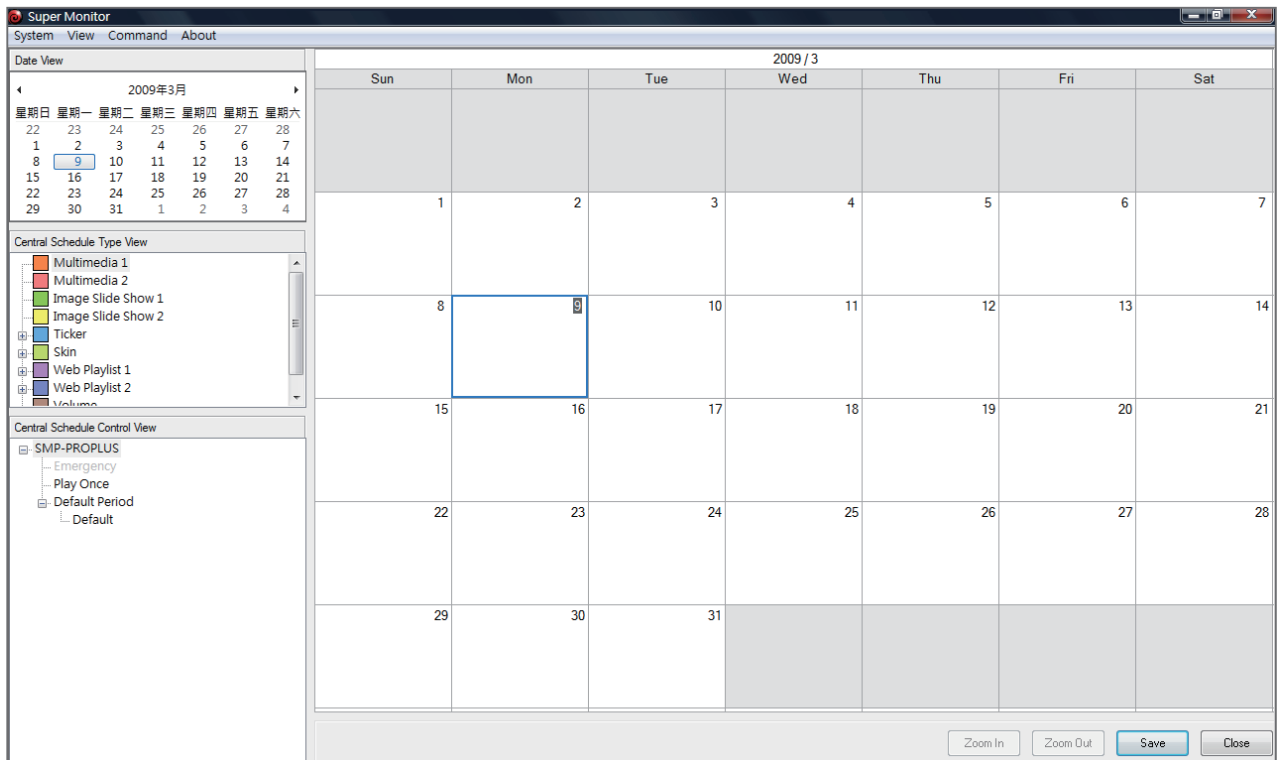 Super Monitor
System View Command About
Date View
2009年3月
星期日 星期一 星期二 星期三 星期四 星期五 星期六
22 23 24 25 26 27 28
1 2 3 4 5 6 7
8 9 10 11 12 13 14
15 16 17 18 19 20 21
22 23 24 25 26 27 28
29 30 31 1 2 3 4
Central Schedule Type View
Multimedia 1
Multimedia 2
Image Slide Show 1
Image Slide Show 2
Ticker
Skin
Web Playlist 1
Web Playlist 2
Volume
Central Schedule Control View
SMP-PROPLUS
Emergency
Play Once
Default Period
Default
2009 / 3
Sun Mon Tue Wed Thu Fri Sat
1 2 3 4 5 6 7
8 9 10 11 12 13 14
15 16 17 18 19 20 21
22 23 24 25 26 27 28
29 30 31
Zoom In Zoom Out Save Close